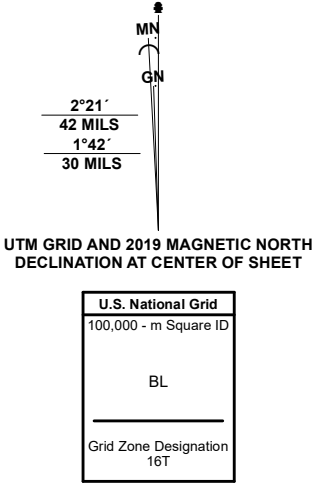 MN
GN
2°21´
42 MILS
1°42´
30 MILS
UTM GRID AND 2019 MAGNETIC NORTH
DECLINATION AT CENTER OF SHEET
U.S. National Grid
100,000 - m Square ID
BL
Grid Zone Designation
16T